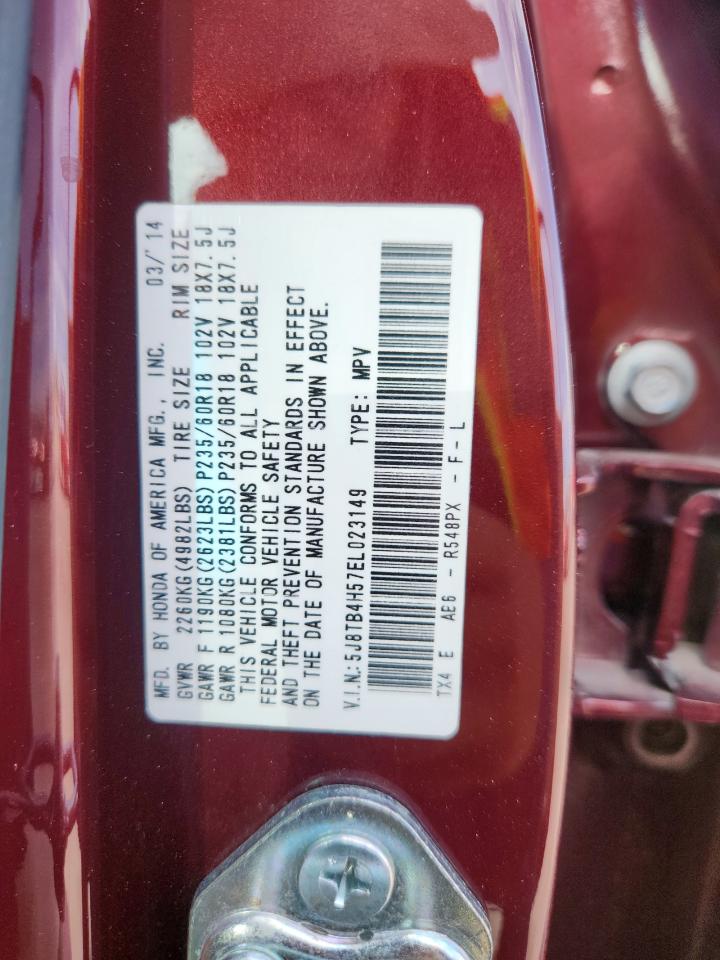 MFD. BY HONDA OF AMERICA MFG., INC. 03/'14
GVWR 2260KG(4982LBS) TIRE SIZE RIM SIZE
GAWR F 1190KG(2623LBS)P235/60R18 102V 18X7.5J
GAWR R 1080KG(2381LBS)P235/60R18 102V 18X7.5J
THIS VEHICLE CONFORMS TO ALL APPLICABLE
FEDERAL MOTOR VEHICLE SAFETY
AND THEFT PREVENTION STANDARDS IN EFFECT
ON THE DATE OF MANUFACTURE SHOWN ABOVE.
V.I.N:5J8TB4H57EL023149 TYPE: MPV
TX4 E AE6 - R548PX - F - L